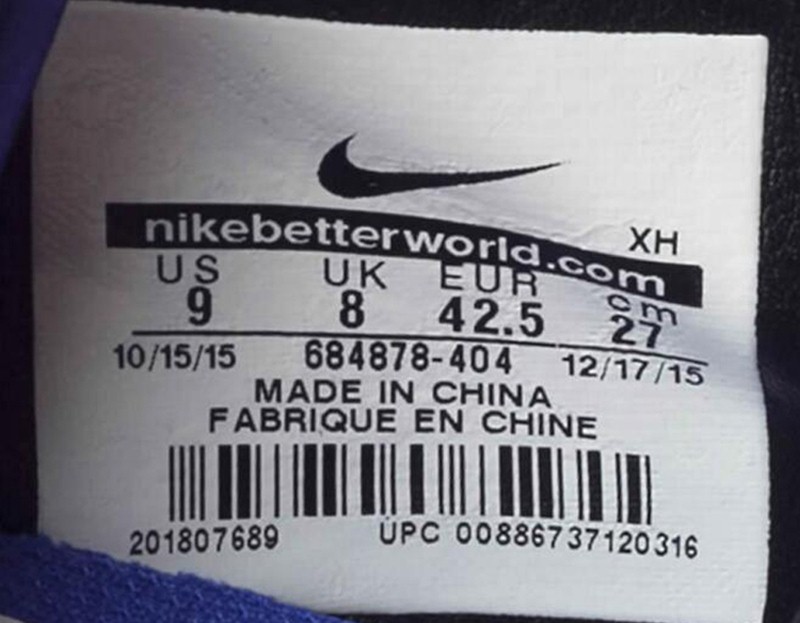 nikebetterworld.com XH
US UK EUR cm
9 8 42.5 27
10/15/15 684878-404 12/17/15
MADE IN CHINA
FABRIQUE EN CHINE
201807689 UPC 00886737120316